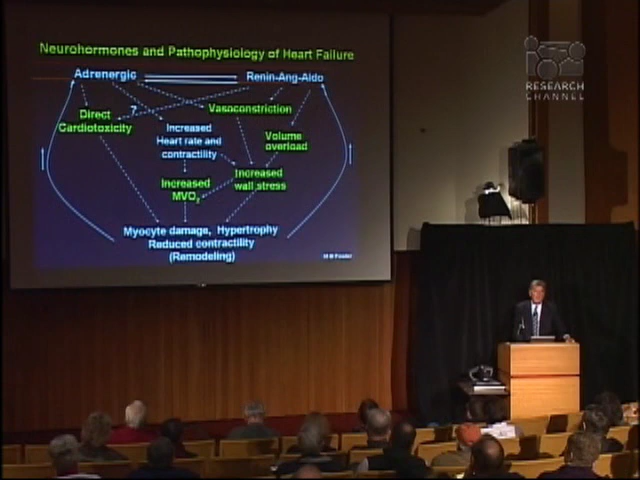 Neurohormones and Pathophysiology of Heart Failure
Adrenergic
Renin-Ang-Aldo
Direct
Cardiotoxicity
?
Vasoconstriction
Increased
Heart rate and
contractility
Volume
overload
Increased
wall stress
Increased
MVO2
Myocyte damage, Hypertrophy
Reduced contractility
(Remodeling)
RESEARCH
CHANNEL